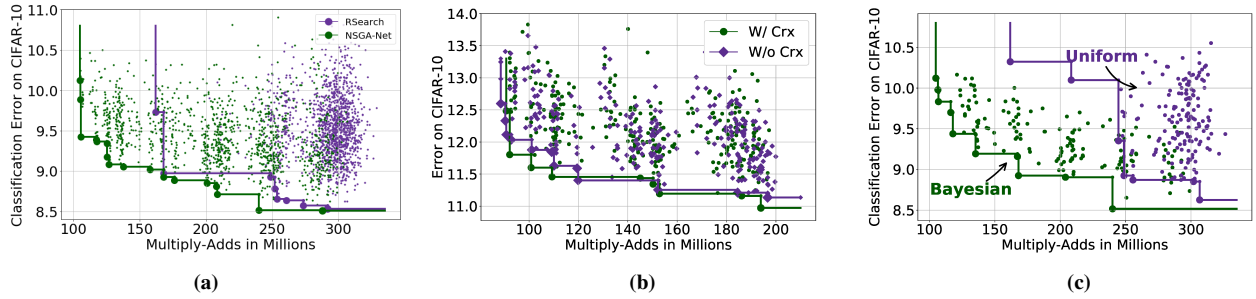 Classification Error on CIFAR-10
11.0
10.5
10.0
9.5
9.0
8.5
100
150
200
250
300
Multiply-Adds in Millions
RSearch
NSGA-Net
(a)
Error on CIFAR-10
14.0
13.5
13.0
12.5
12.0
11.5
11.0
100
120
140
160
180
200
Multiply-Adds in Millions
W/ Crx
W/o Crx
(b)
Classification Error on CIFAR-10
10.5
10.0
9.5
9.0
8.5
100
150
200
250
300
Multiply-Adds in Millions
Uniform
Bayesian
(c)